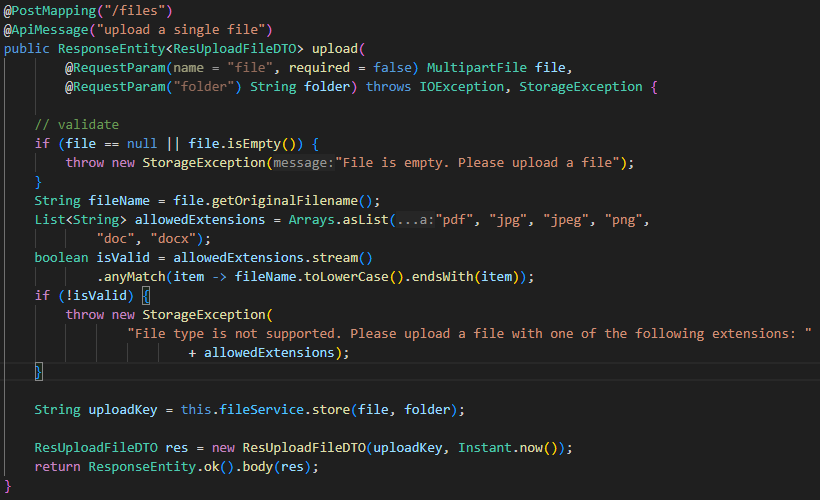 @PostMapping("/files")
@ApiMessage("upload a single file")
public ResponseEntity<ResUploadFileDTO> upload(
@RequestParam(name = "file", required = false) MultipartFile file,
@RequestParam("folder") String folder) throws IOException, StorageException {
// validate
if (file == null || file.isEmpty()) {
throw new StorageException(message:"File is empty. Please upload a file");
}
String fileName = file.getOriginalFilename();
List<String> allowedExtensions = Arrays.asList(...a:"pdf", "jpg", "jpeg", "png",
"doc", "docx");
boolean isValid = allowedExtensions.stream()
.anyMatch(item -> fileName.toLowerCase().endsWith(item));
if (!isValid) {
throw new StorageException(
"File type is not supported. Please upload a file with one of the following extensions: "
+ allowedExtensions);
}
String uploadKey = this.fileService.store(file, folder);
ResUploadFileDTO res = new ResUploadFileDTO(uploadKey, Instant.now());
return ResponseEntity.ok().body(res);
}